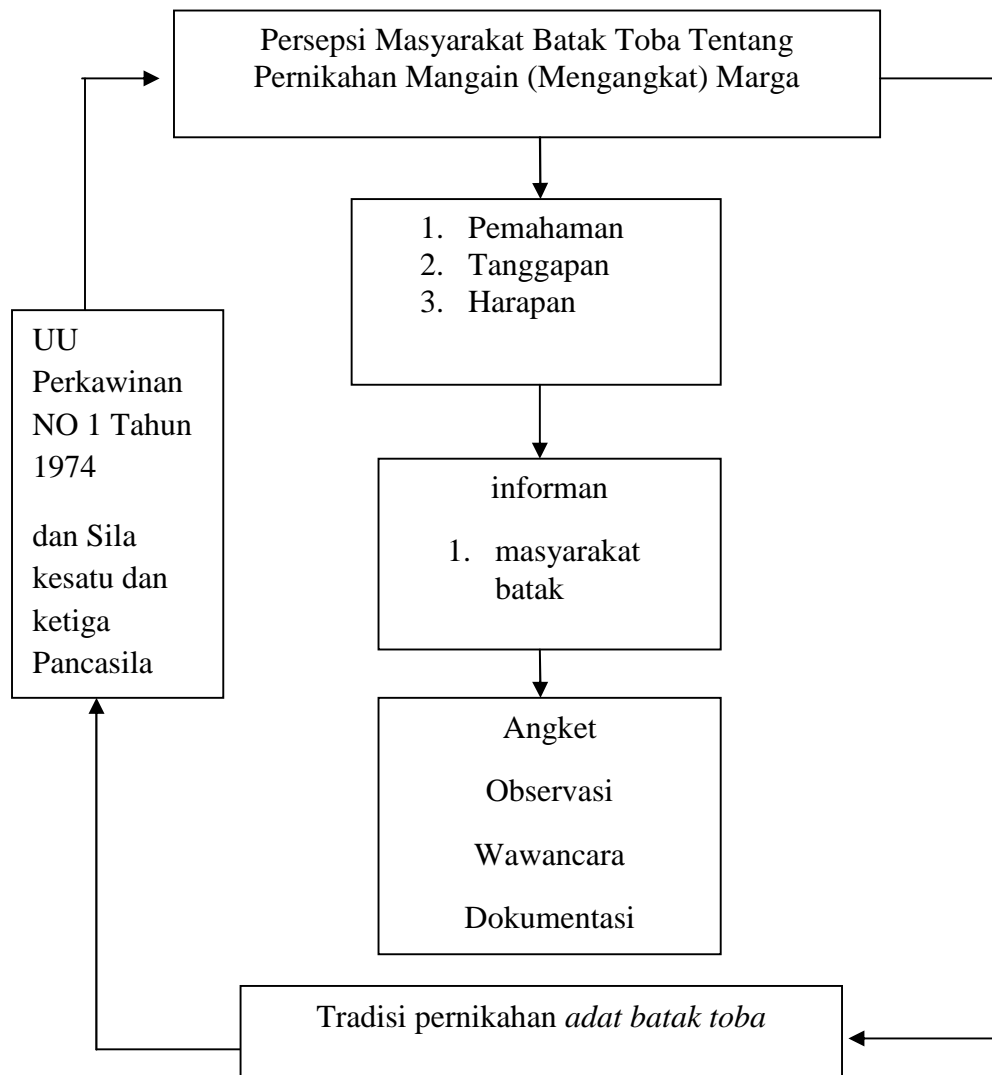 Persepsi Masyarakat Batak Toba Tentang
Pernikahan Mangain (Mengangkat) Marga
1. Pemahaman
2. Tanggapan
3. Harapan
UU
Perkawinan
NO 1 Tahun
1974
dan Sila
kesatu dan
ketiga
Pancasila
informan
1. masyarakat
batak
Angket
Observasi
Wawancara
Dokumentasi
Tradisi pernikahan adat batak toba